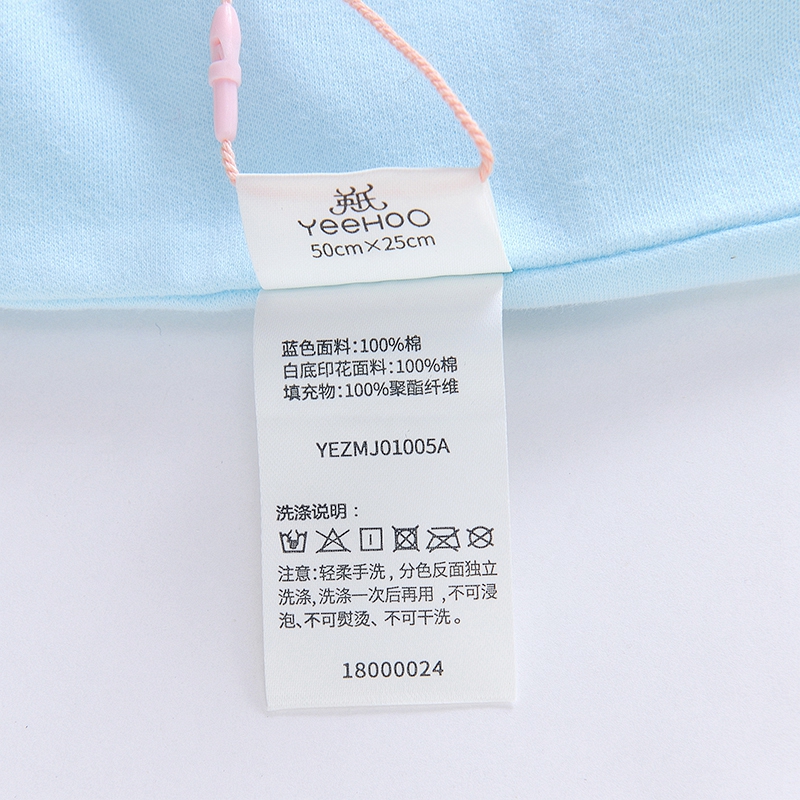 英氏
YeeHOO
50cm×25cm
蓝色面料:100%棉
白底印花面料:100%棉
填充物:100%聚酯纤维
YEZMJ01005A
洗涤说明：
注意:轻柔手洗，分色反面独立
洗涤,洗涤一次后再用,不可浸
泡、不可熨烫、不可干洗。
18000024